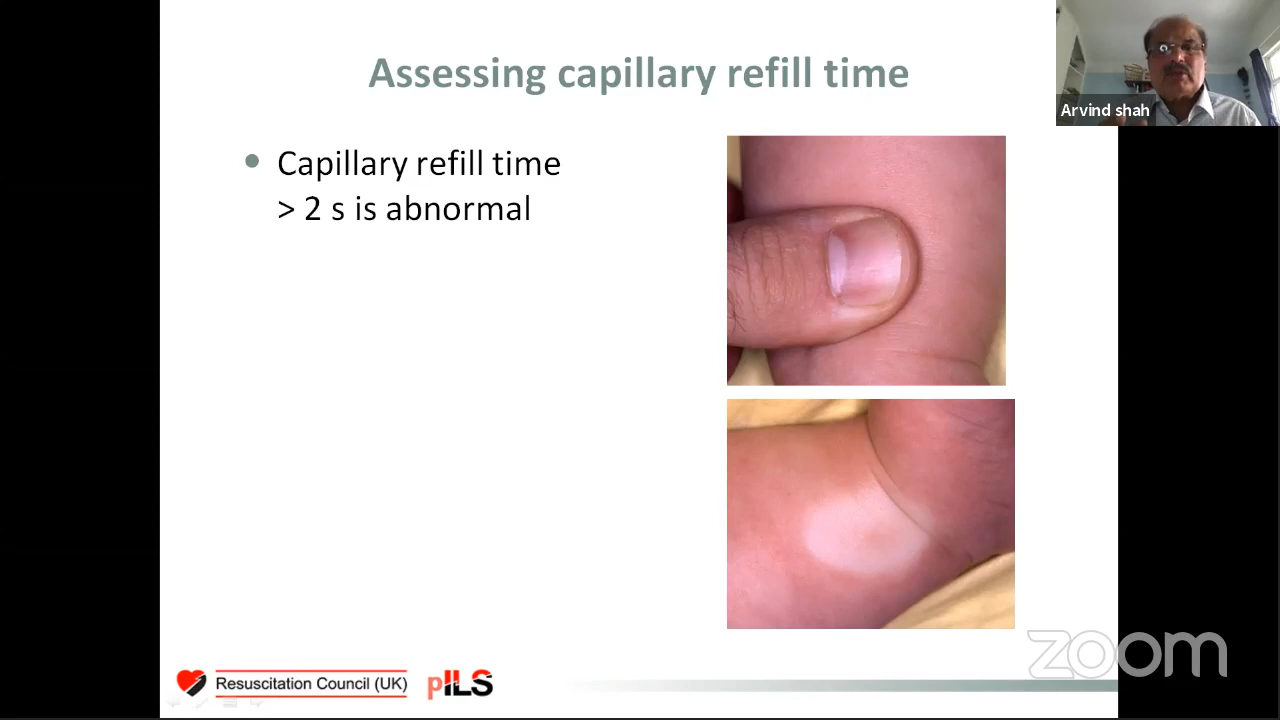 Assessing capillary refill time
Arvind shah
Capillary refill time
> 2 s is abnormal
Resuscitation Council (UK)
pILS
zoom